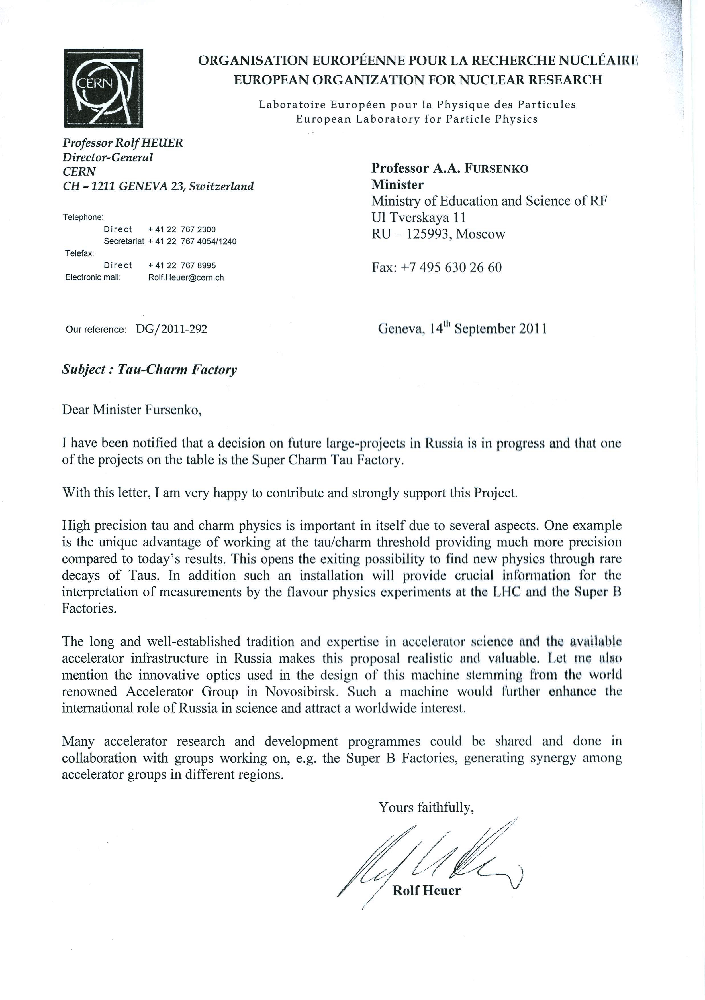 CERN
ORGANISATION EUROPÉENNE POUR LA RECHERCHE NUCLÉAIRE
EUROPEAN ORGANIZATION FOR NUCLEAR RESEARCH
Laboratoire Européen pour la Physique des Particules
European Laboratory for Particle Physics
Professor Rolf HEUER
Director-General
CERN
CH – 1211 GENEVA 23, Switzerland
Telephone:
Direct + 41 22 767 2300
Secretariat + 41 22 767 4054/1240
Telefax:
Direct + 41 22 767 8995
Electronic mail: Rolf.Heuer@cern.ch
Professor A.A. FURSENKO
Minister
Ministry of Education and Science of RF
Ul Tverskaya 11
RU – 125993, Moscow
Fax: +7 495 630 26 60
Our reference: DG/2011-292
Geneva, 14th September 2011
Subject : Tau-Charm Factory
Dear Minister Fursenko,
I have been notified that a decision on future large-projects in Russia is in progress and that one
of the projects on the table is the Super Charm Tau Factory.
With this letter, I am very happy to contribute and strongly support this Project.
High precision tau and charm physics is important in itself due to several aspects. One example
is the unique advantage of working at the tau/charm threshold providing much more precision
compared to today's results. This opens the exiting possibility to find new physics through rare
decays of Taus. In addition such an installation will provide crucial information for the
interpretation of measurements by the flavour physics experiments at the LHC and the Super B
Factories.
The long and well-established tradition and expertise in accelerator science and the available
accelerator infrastructure in Russia makes this proposal realistic and valuable. Let me also
mention the innovative optics used in the design of this machine stemming from the world
renowned Accelerator Group in Novosibirsk. Such a machine would further enhance the
international role of Russia in science and attract a worldwide interest.
Many accelerator research and development programmes could be shared and done in
collaboration with groups working on, e.g. the Super B Factories, generating synergy among
accelerator groups in different regions.
Yours faithfully,
Rolf Heuer